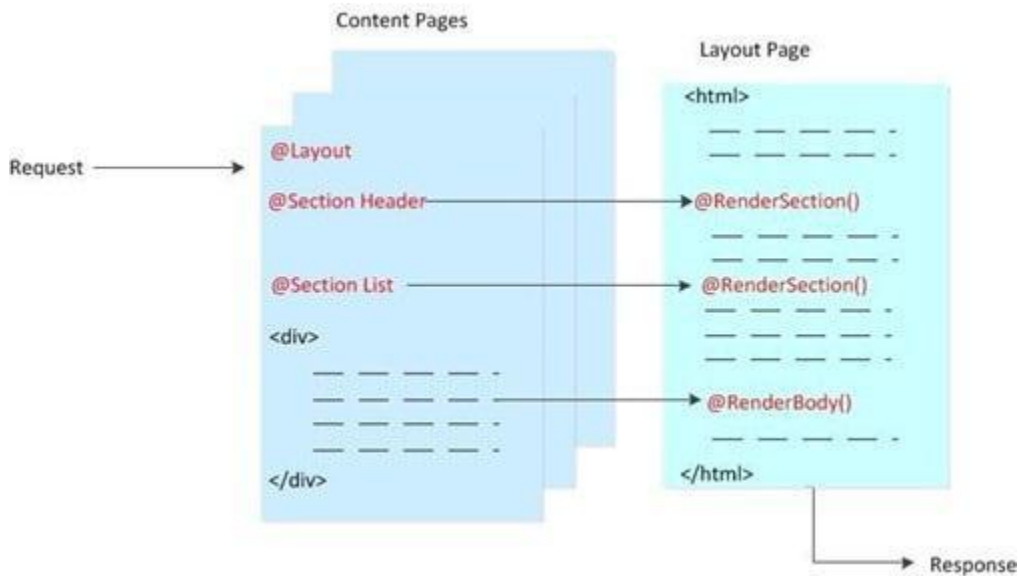 Content Pages
Layout Page
Request
@Layout
@Section Header
@Section List
<div>
</div>
<html>
@RenderSection()
@RenderSection()
@RenderBody()
</html>
Response